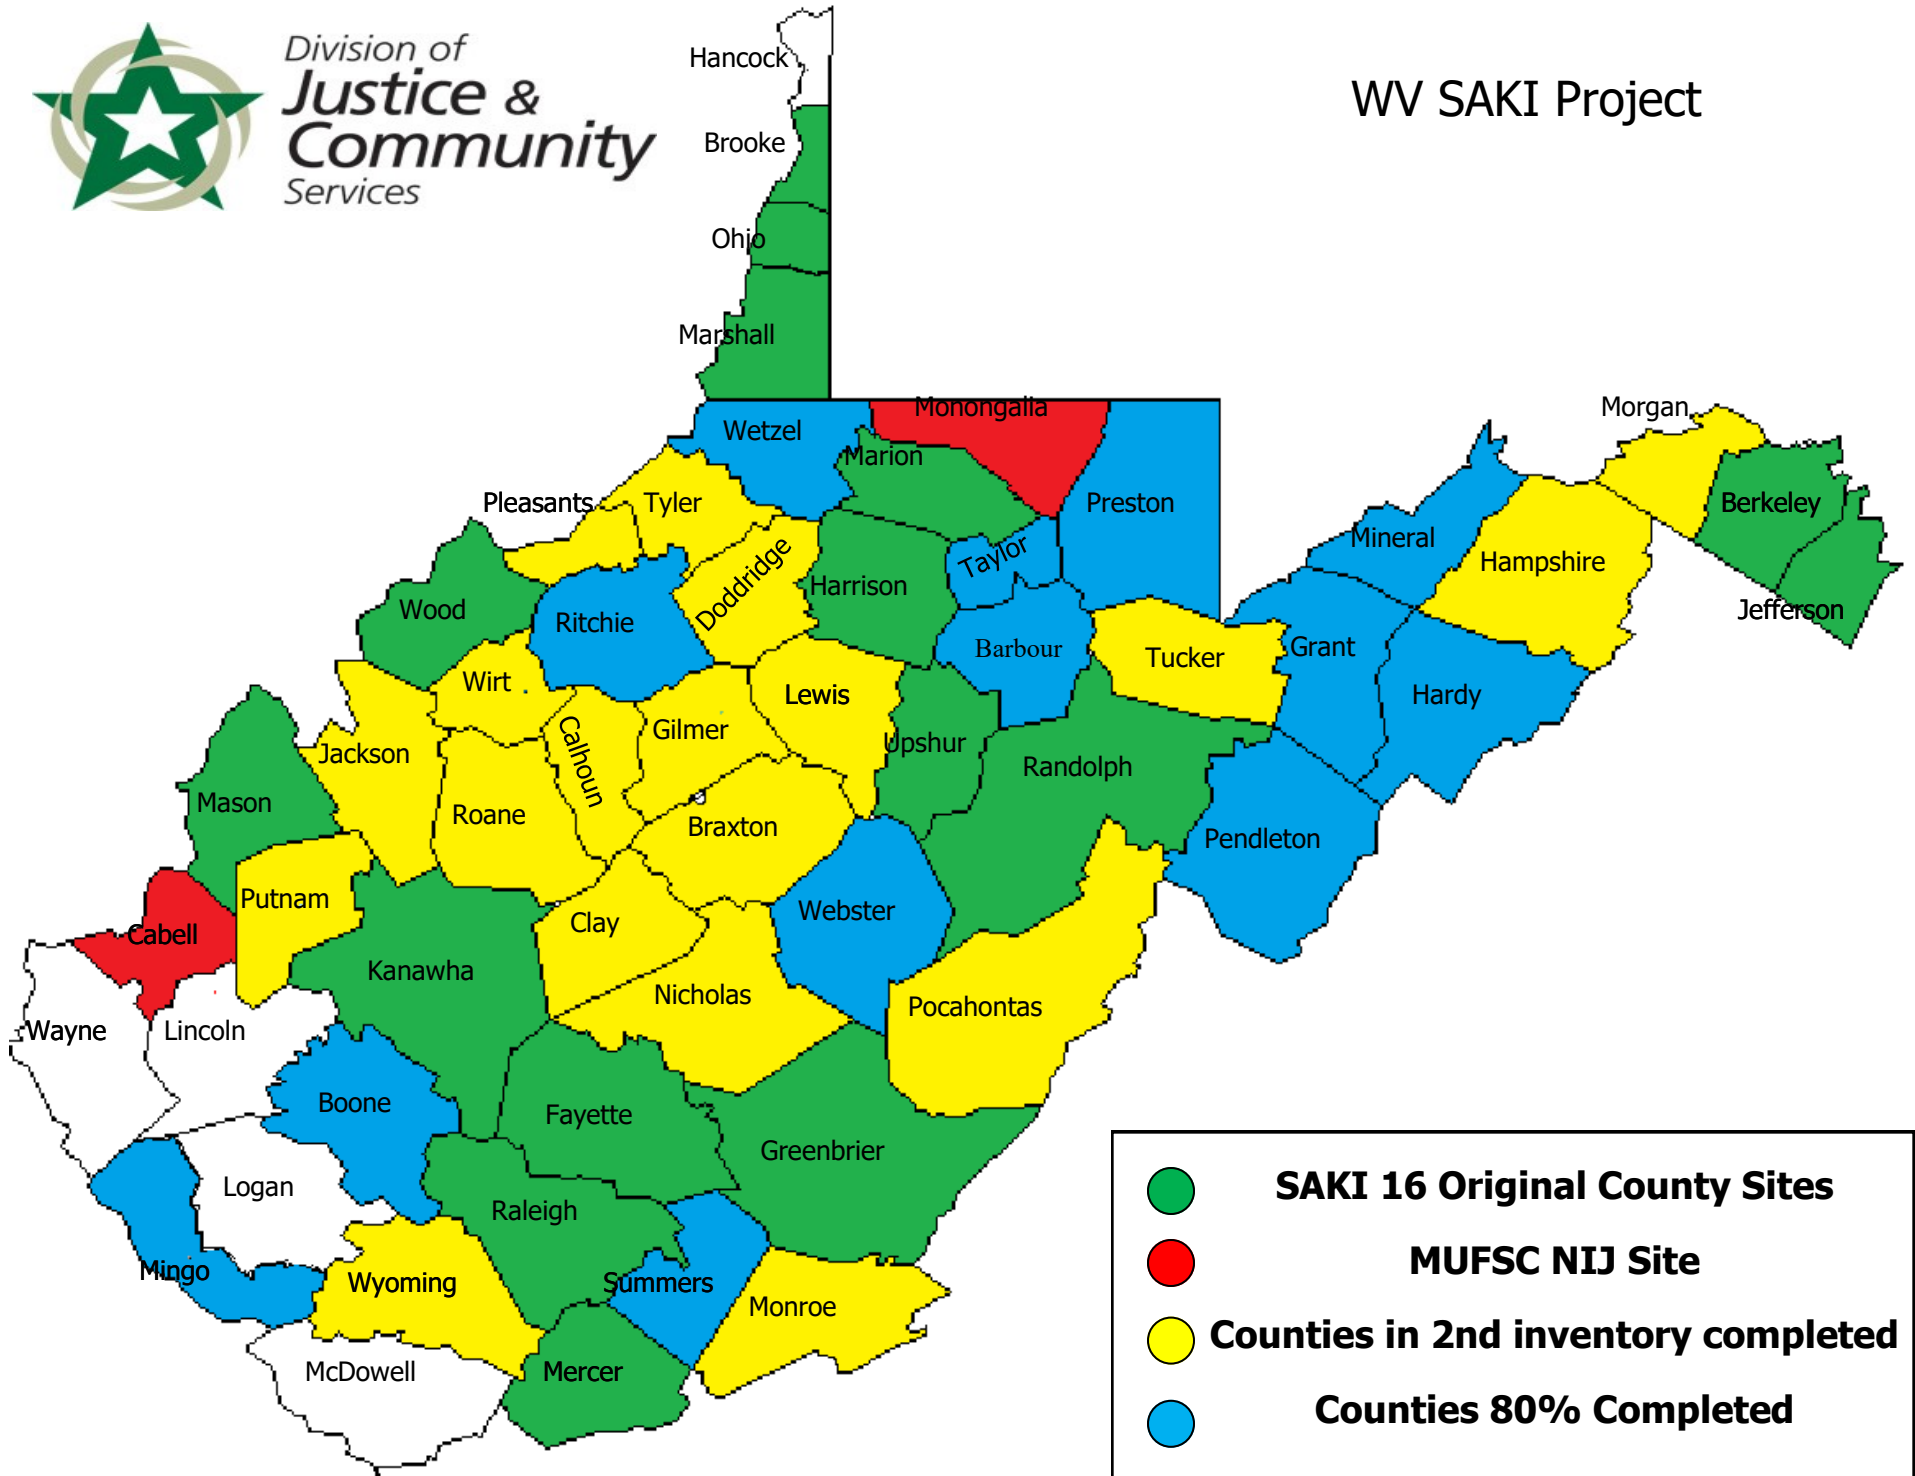 Division of
Justice &
Community
Services
WV SAKI Project
Hancock
Brooke
Ohio
Marshall
Wetzel
Monongalia
Morgan
Marion
Pleasants
Tyler
Preston
Berkeley
Mineral
Hampshire
Taylor
Doddridge
Harrison
Wood
Ritchie
Jefferson
Barbour
Tucker
Grant
Wirt
Lewis
Hardy
Gilmer
Calhoun
Upshur
Jackson
Randolph
Mason
Roane
Braxton
Pendleton
Putnam
Clay
Webster
Cabell
Kanawha
Nicholas
Pocahontas
Wayne
Lincoln
Boone
Fayette
Greenbrier
Logan
Raleigh
Mingo
Wyoming
Summers
Monroe
McDowell
Mercer
SAKI 16 Original County Sites
MUFSC NIJ Site
Counties in 2nd inventory completed
Counties 80% Completed